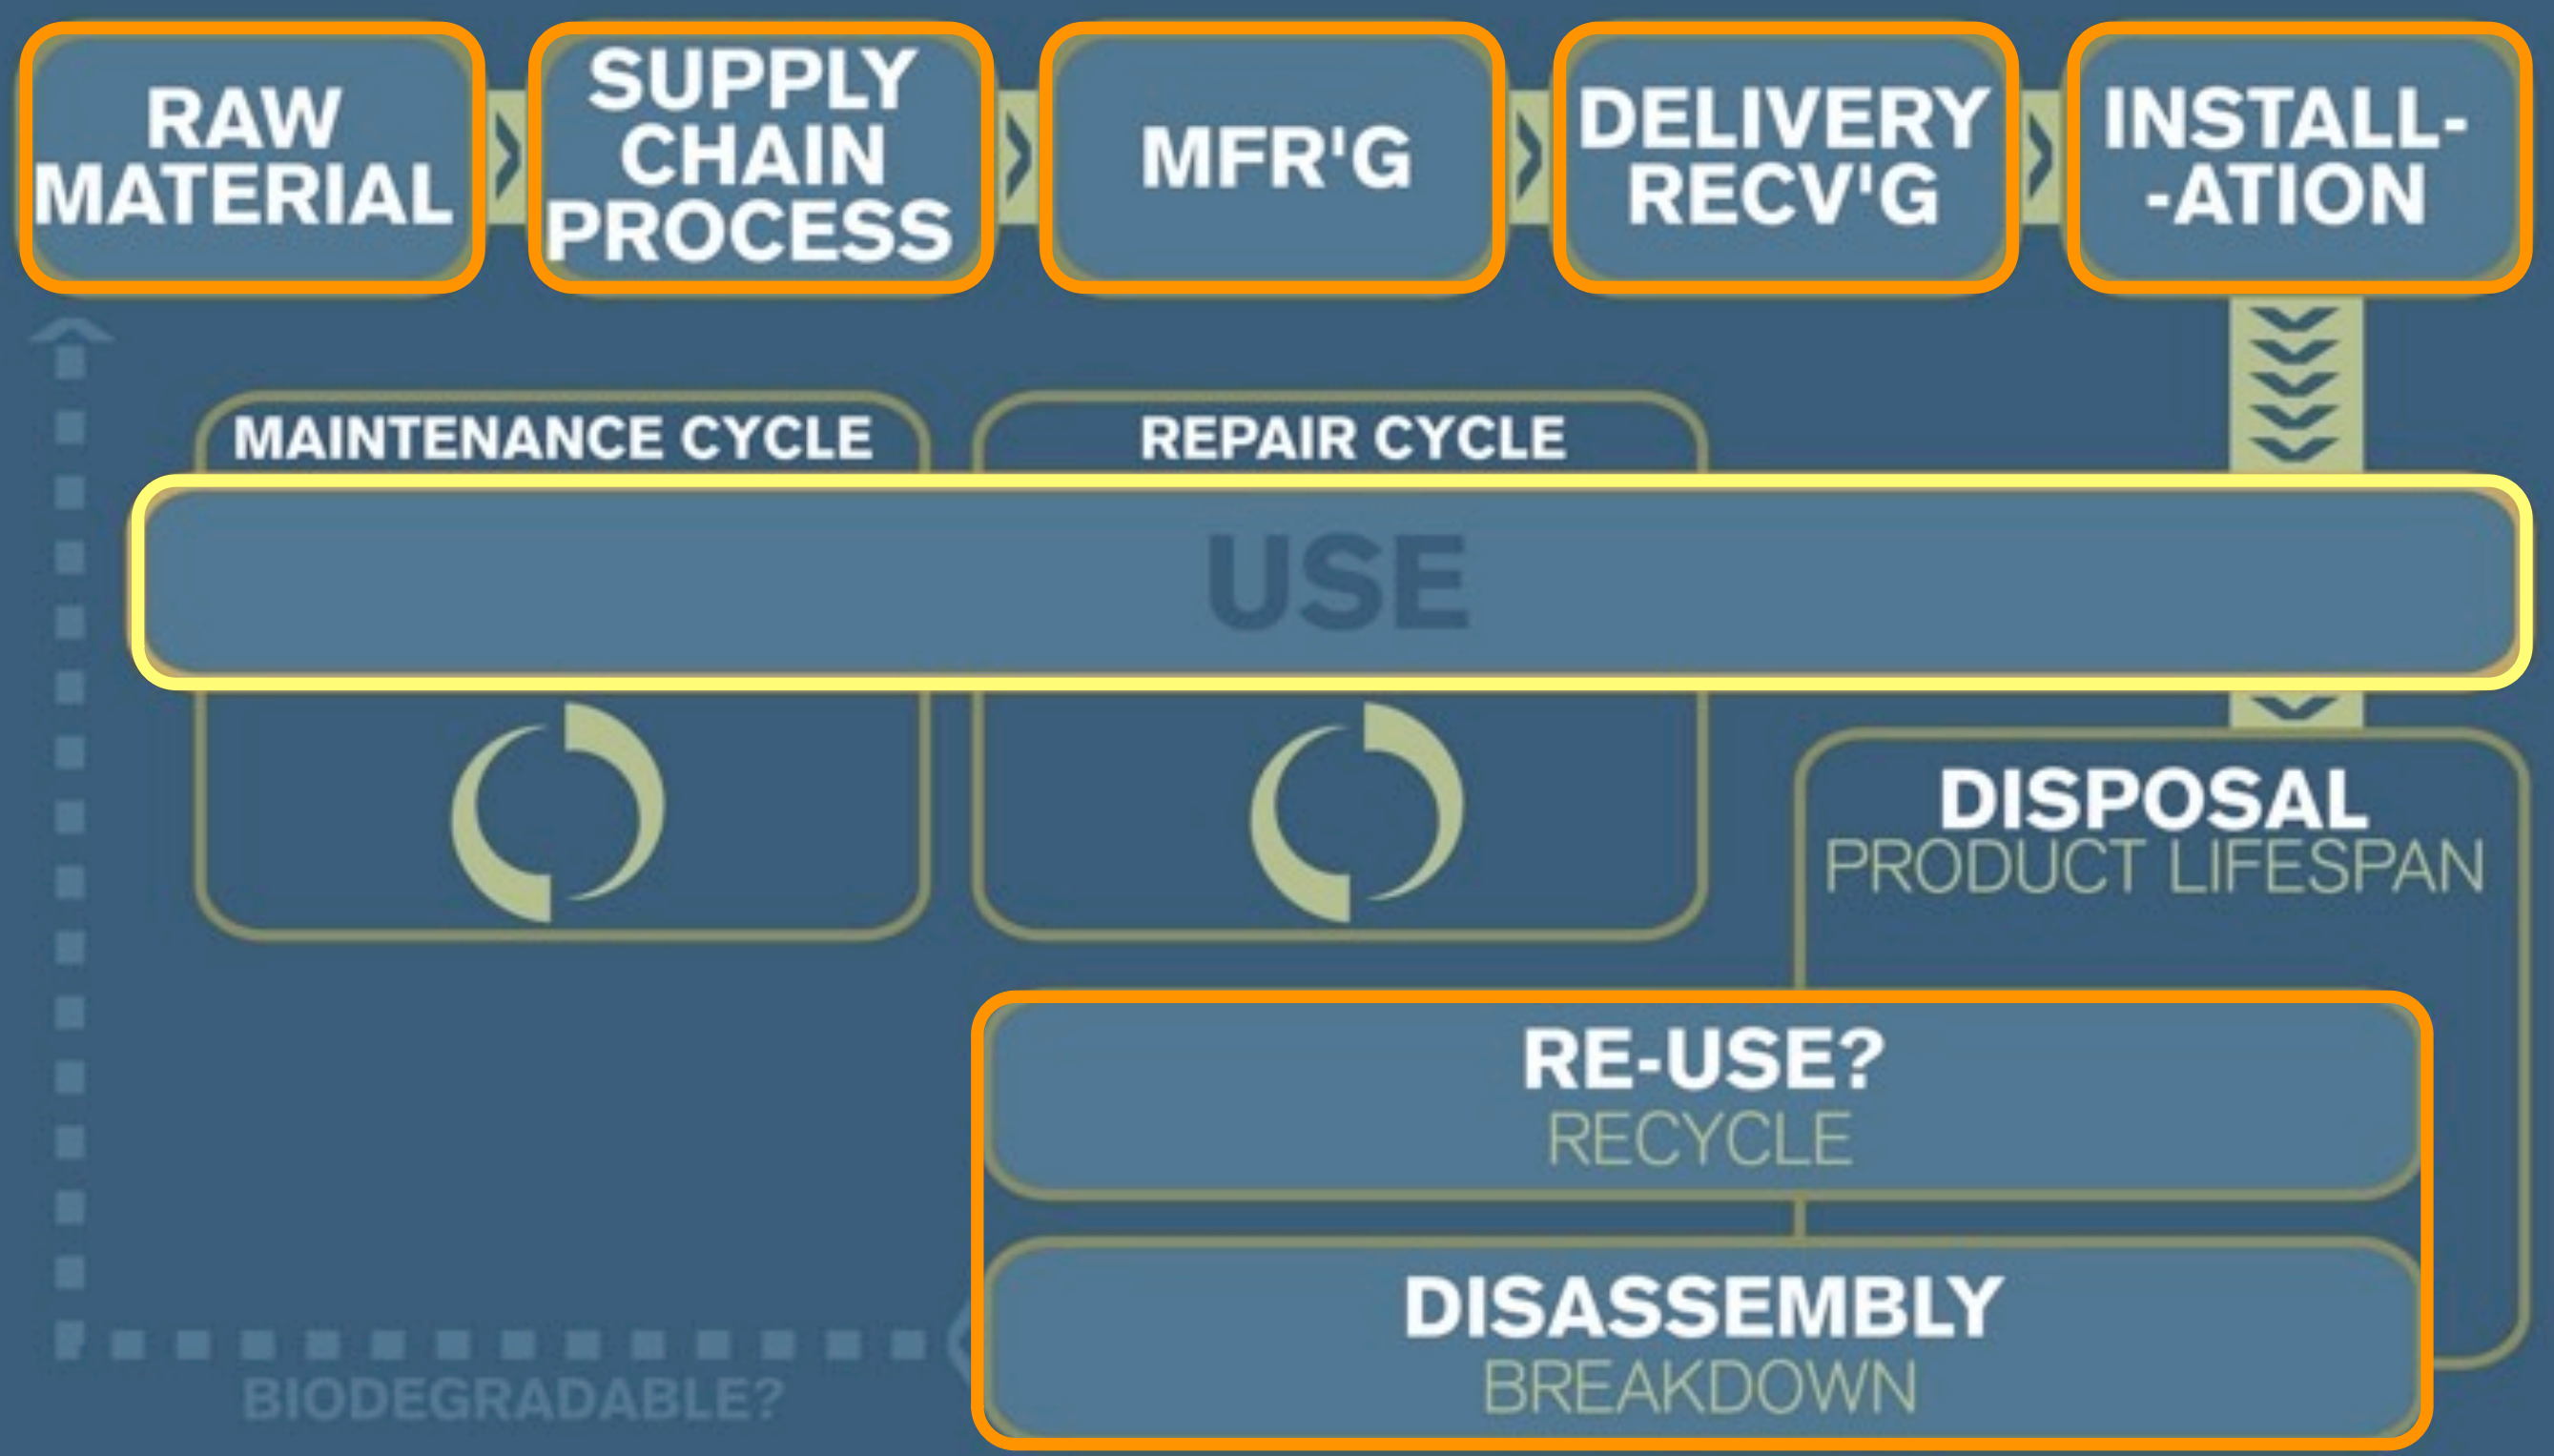 RAW
MATERIAL
SUPPLY
CHAIN
PROCESS
MFR'G
DELIVERY
RECV'G
INSTALL-
-ATION
MAINTENANCE CYCLE
REPAIR CYCLE
USE
DISPOSAL
PRODUCT LIFESPAN
RE-USE?
RECYCLE
DISASSEMBLY
BREAKDOWN
BIODEGRADABLE?